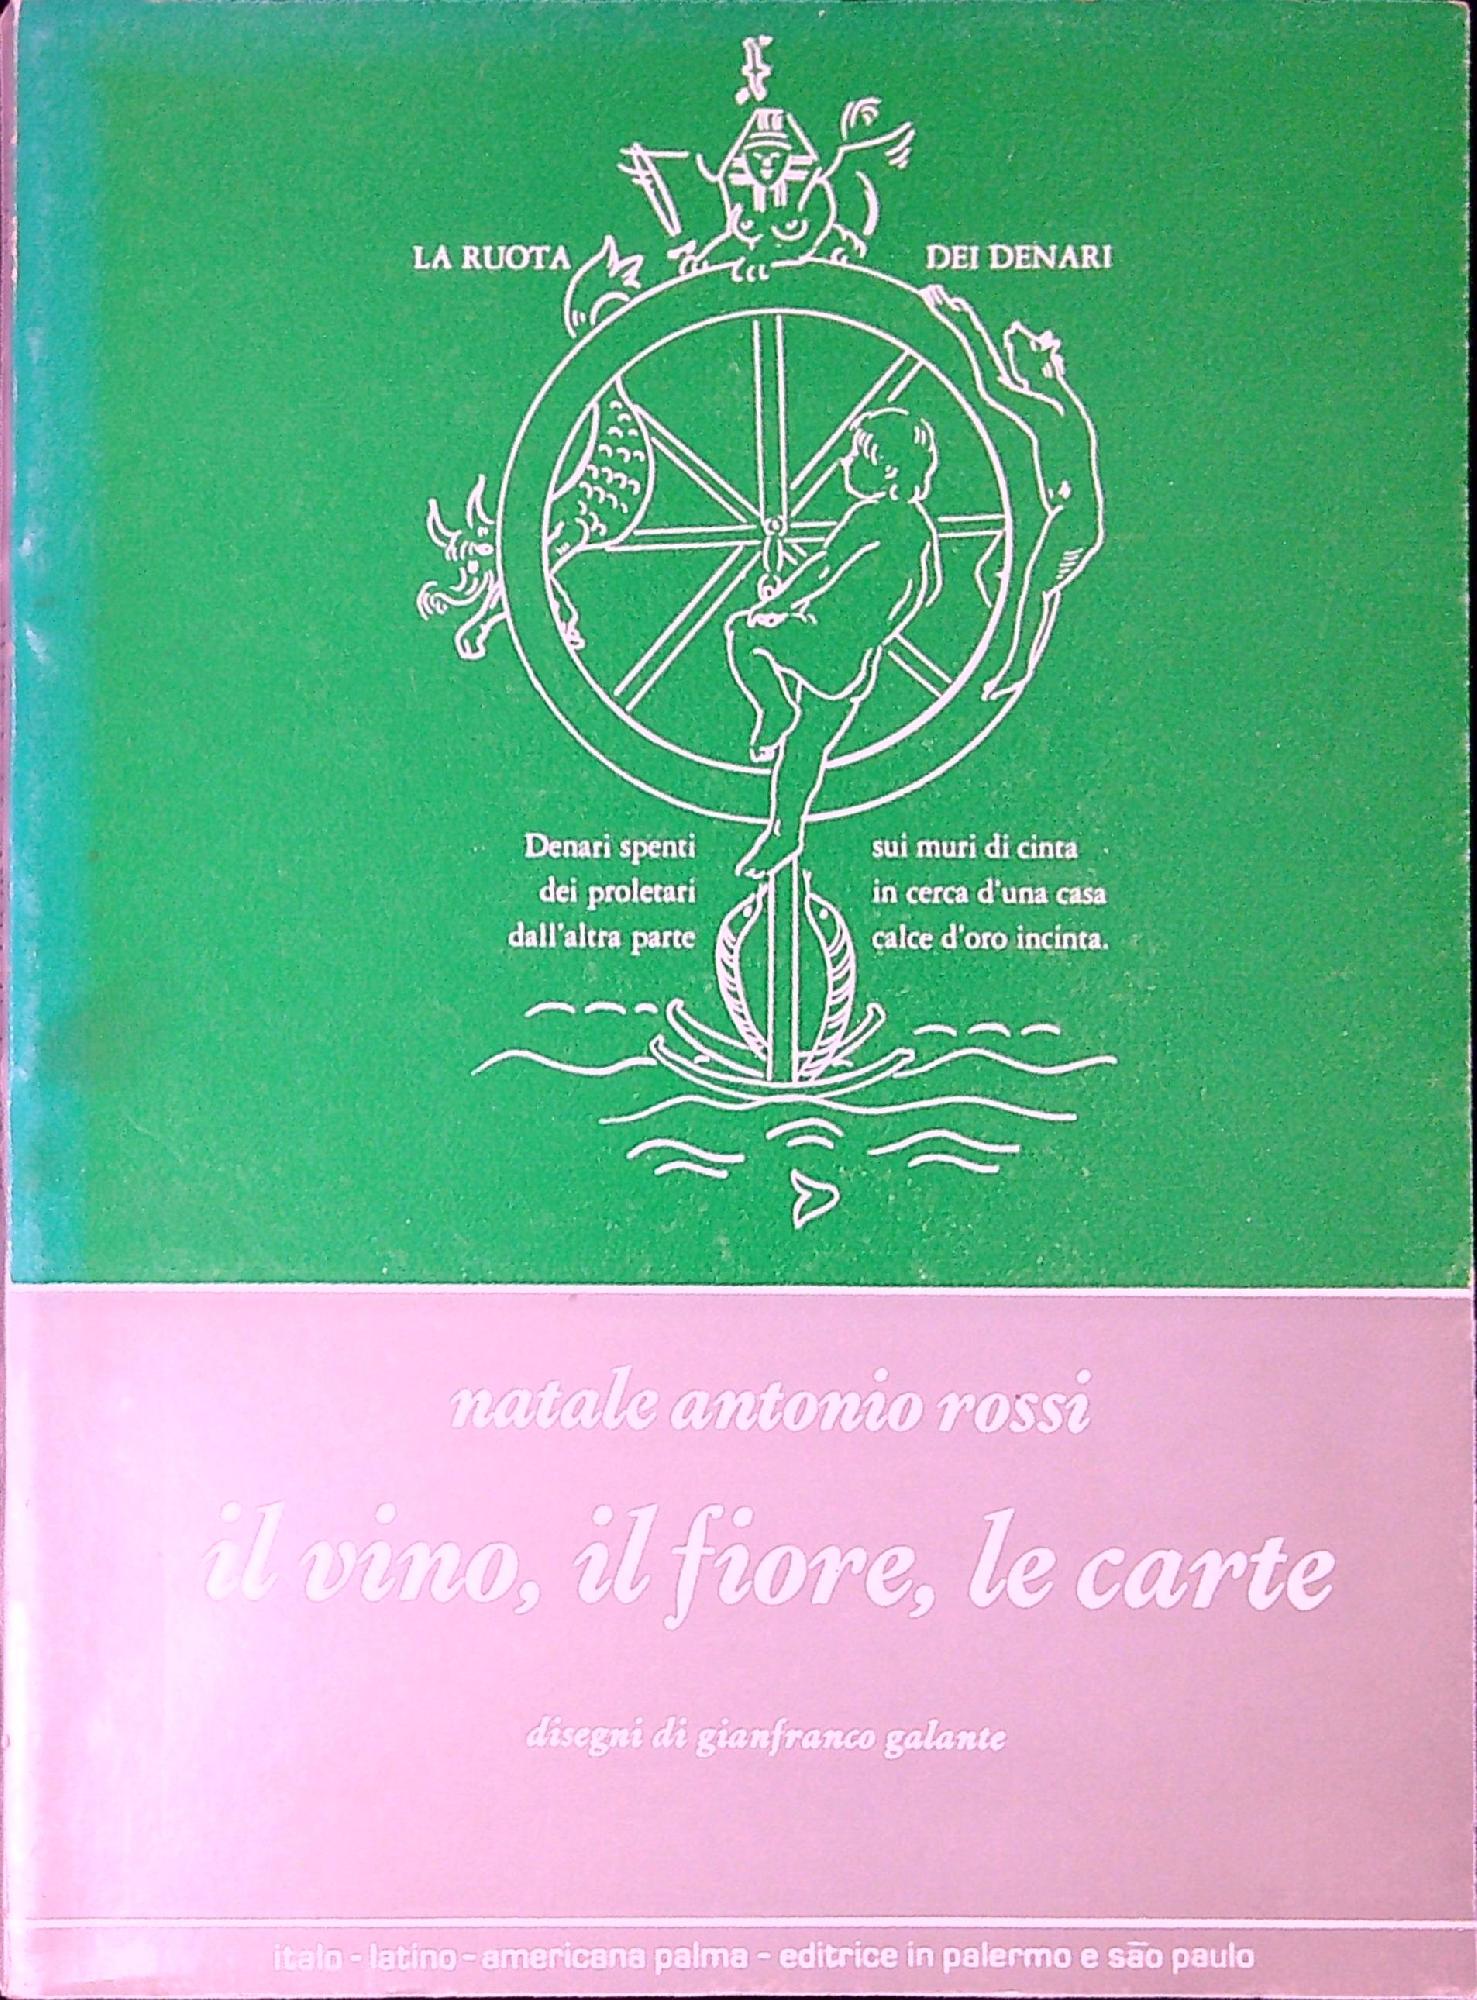 LA RUOTA DEI DENARI
Denari spenti sui muri di cinta
dei proletari in cerca d'una casa
dall'altra parte calce d'oro incinta.
natale antonio rossi
il vino, il fiore, le carte
disegni di gianfranco galante
italo - latino - americana palma - editrice in palermo e são paulo